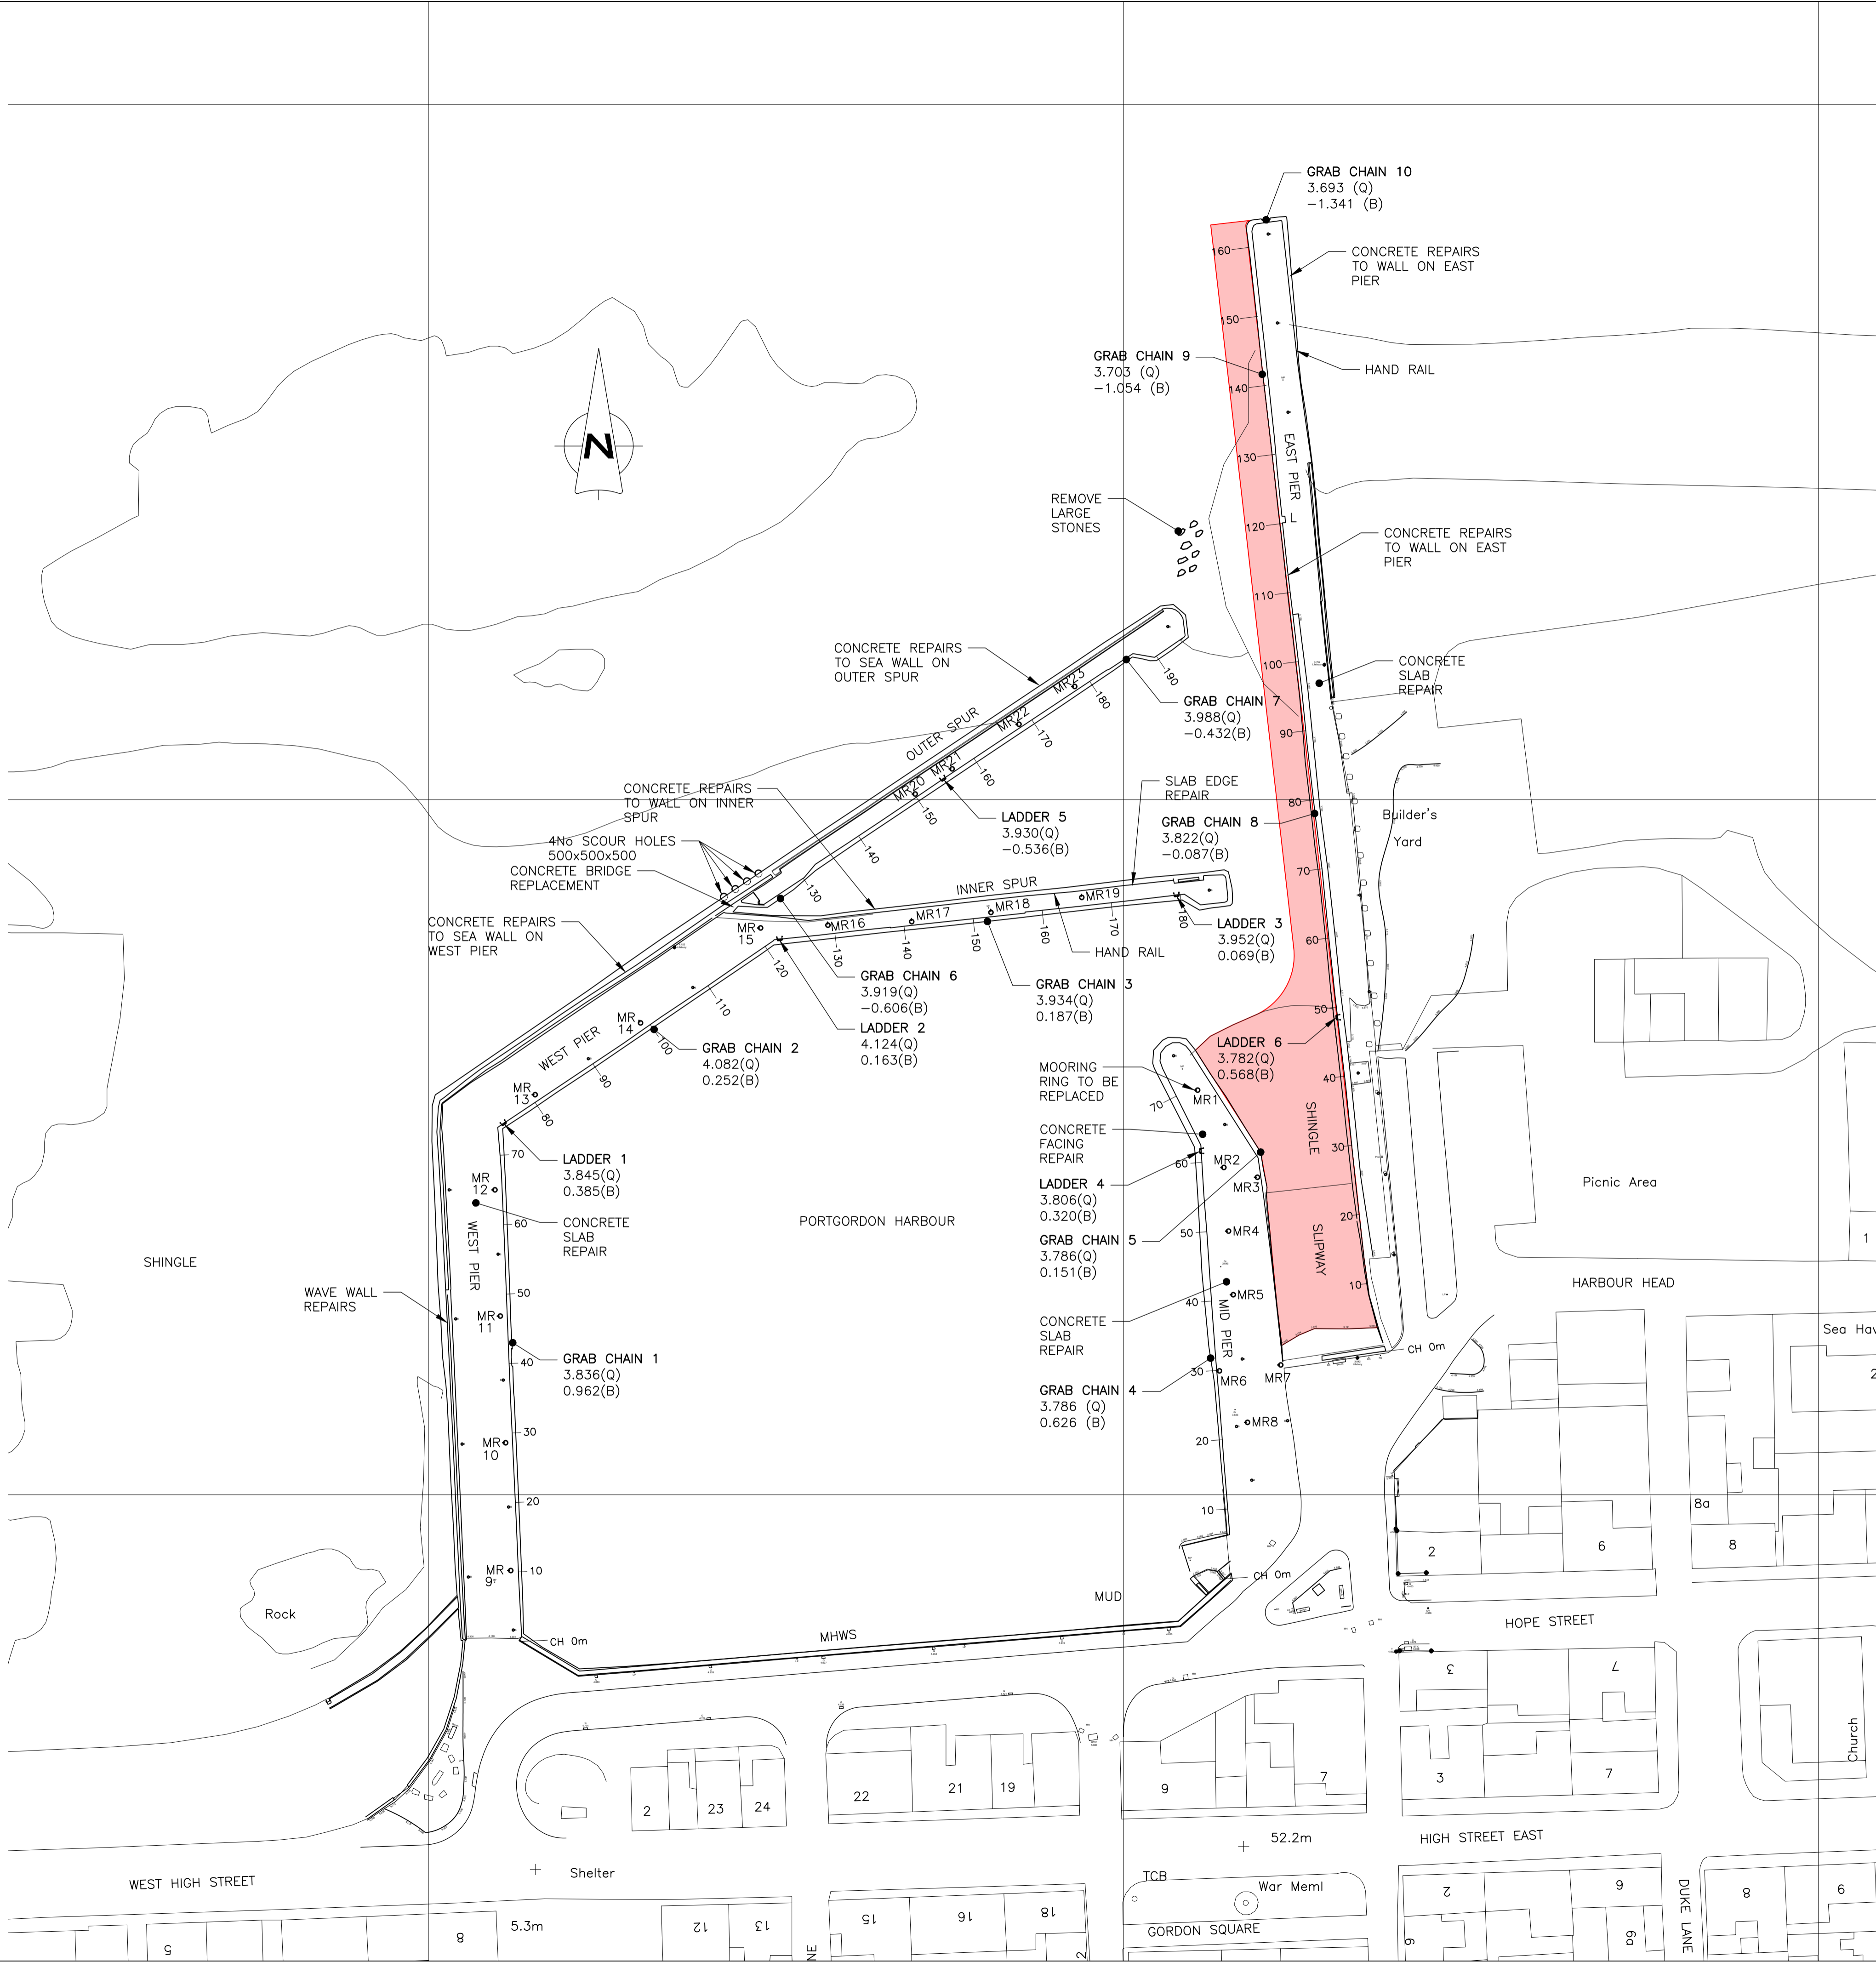 GRAB CHAIN 10
3.693 (Q)
-1.341 (B)
CONCRETE REPAIRS
TO WALL ON EAST
PIER
160
150
GRAB CHAIN 9
3.703 (Q)
-1.054 (B)
140
HAND RAIL
N
130
EAST PIER
REMOVE
LARGE
STONES
120
CONCRETE REPAIRS
TO WALL ON EAST
PIER
110
CONCRETE REPAIRS
TO SEA WALL ON
OUTER SPUR
100
CONCRETE
SLAB
REPAIR
190
MR23
180
GRAB CHAIN 7
3.988(Q)
-0.432(B)
MR22
170
90
OUTER SPUR
MR21
160
CONCRETE REPAIRS
TO WALL ON INNER
SPUR
MR20
150
SLAB EDGE
REPAIR
80
Builder's
Yard
LADDER 5
3.930(Q)
-0.536(B)
GRAB CHAIN 8
3.822(Q)
-0.087(B)
4No SCOUR HOLES
500x500x500
140
CONCRETE BRIDGE
REPLACEMENT
130
70
INNER SPUR
MR19
CONCRETE REPAIRS
TO SEA WALL ON
WEST PIER
MR
15
MR16
MR17
MR18
180
170
160
150
140
130
120
LADDER 3
3.952(Q)
0.069(B)
60
HAND RAIL
GRAB CHAIN 6
3.919(Q)
-0.606(B)
GRAB CHAIN 3
3.934(Q)
0.187(B)
110
50
MR
14
100
LADDER 2
4.124(Q)
0.163(B)
WEST PIER
GRAB CHAIN 2
4.082(Q)
0.252(B)
LADDER 6
3.782(Q)
0.568(B)
90
MOORING
RING TO BE
REPLACED
MR1
40
MR
13
80
70
SHINGLE
CONCRETE
FACING
REPAIR
30
70
LADDER 1
3.845(Q)
0.385(B)
60
MR2
MR3
MR
12
LADDER 4
3.806(Q)
0.320(B)
Picnic Area
20
60
CONCRETE
SLAB
REPAIR
PORTGORDON HARBOUR
50
MR4
SLIPWAY
1
WEST PIER
GRAB CHAIN 5
3.786(Q)
0.151(B)
SHINGLE
HARBOUR HEAD
10
WAVE WALL
REPAIRS
50
40
MR5
MID PIER
MR
11
CONCRETE
SLAB
REPAIR
Sea Hav
CH 0m
GRAB CHAIN 1
3.836(Q)
0.962(B)
40
30
MR6
MR7
2
GRAB CHAIN 4
3.786 (Q)
0.626 (B)
MR8
30
MR
10
20
20
10
8a
2
6
8
MR
9
10
CH 0m
MUD
Rock
HOPE STREET
MHWS
CH 0m
3
7
Church
2
23
24
22
21
19
9
7
3
7
52.2m
HIGH STREET EAST
Shelter
TCB
War Meml
WEST HIGH STREET
2
6
DUKE LANE
8
9
5.3m
12
13
15
16
18
GORDON SQUARE
5
8
NE
2
9
6a